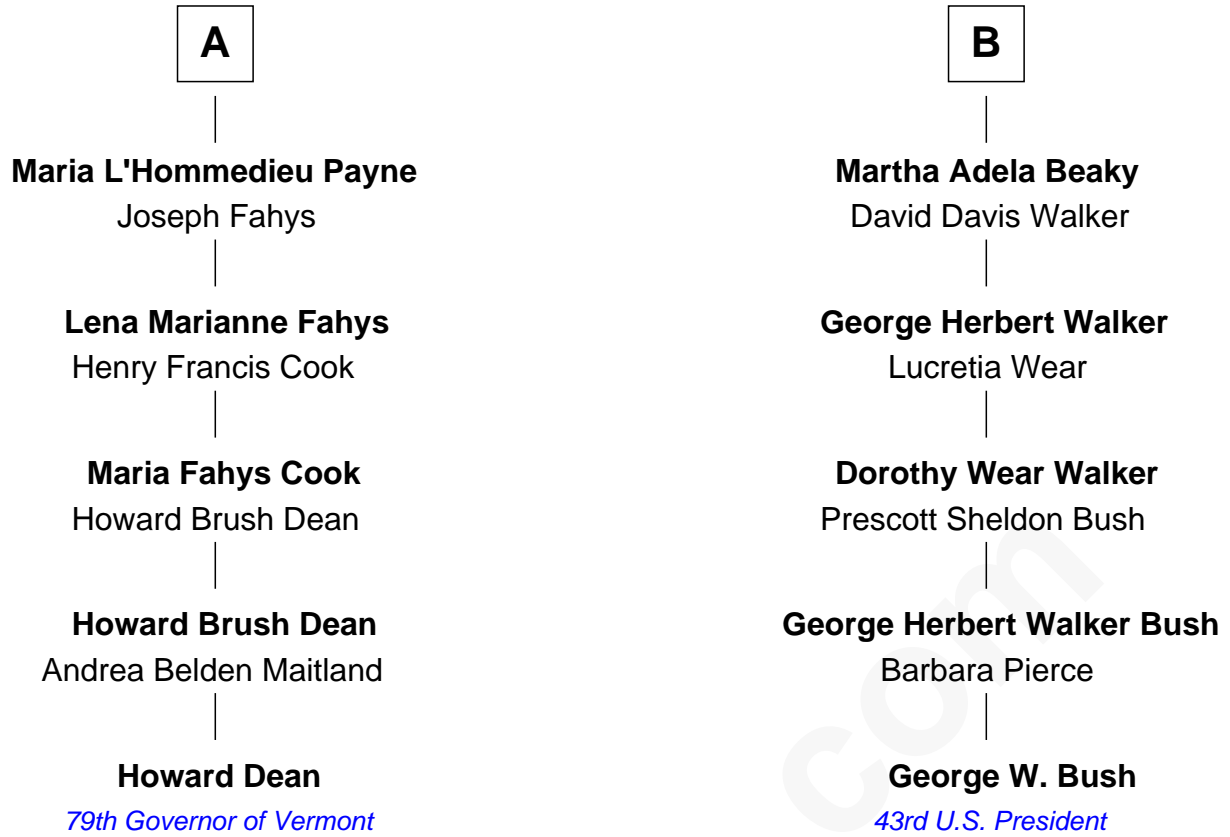 A
Maria L'Hommedieu Payne
Joseph Fahys
Lena Marianne Fahys
Henry Francis Cook
Maria Fahys Cook
Howard Brush Dean
Howard Brush Dean
Andrea Belden Maitland
Howard Dean
79th Governor of Vermont
B
Martha Adela Beaky
David Davis Walker
George Herbert Walker
Lucretia Wear
Dorothy Wear Walker
Prescott Sheldon Bush
George Herbert Walker Bush
Barbara Pierce
George W. Bush
43rd U.S. President
com